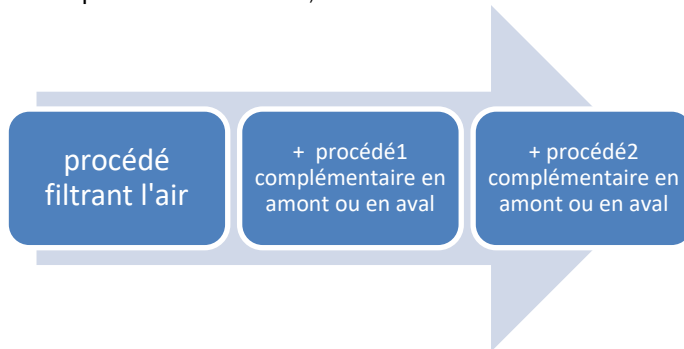 procédé
filtrant l'air
+ procédé1
complémentaire en
amont ou en aval
+ procédé2
complémentaire en
amont ou en aval